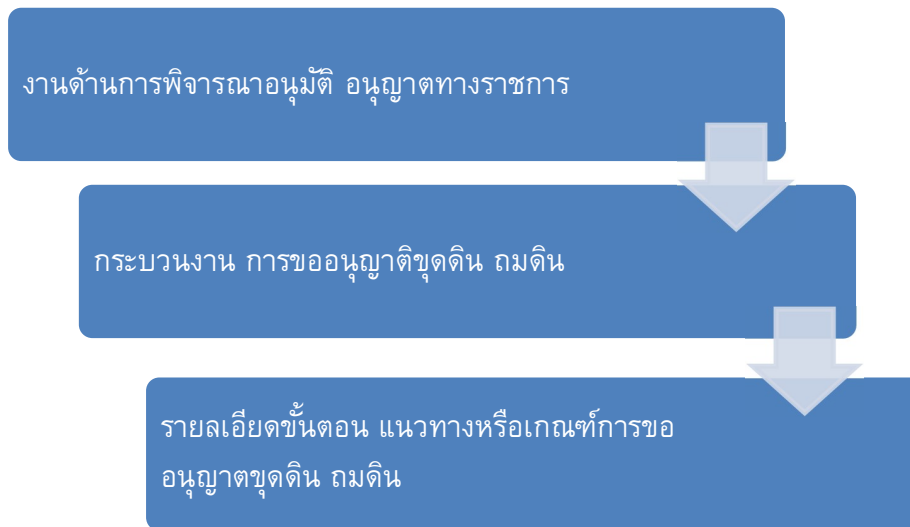 งานด้านการพิจารณาอนุมัติ อนุญาตทางราชการ
กระบวนงาน การขออนุญาติขุดดิน ถมดิน
รายลเอียดขั้นตอน แนวทางหรือเกณฑ์การขอ
อนุญาตขุดดิน ถมดิน